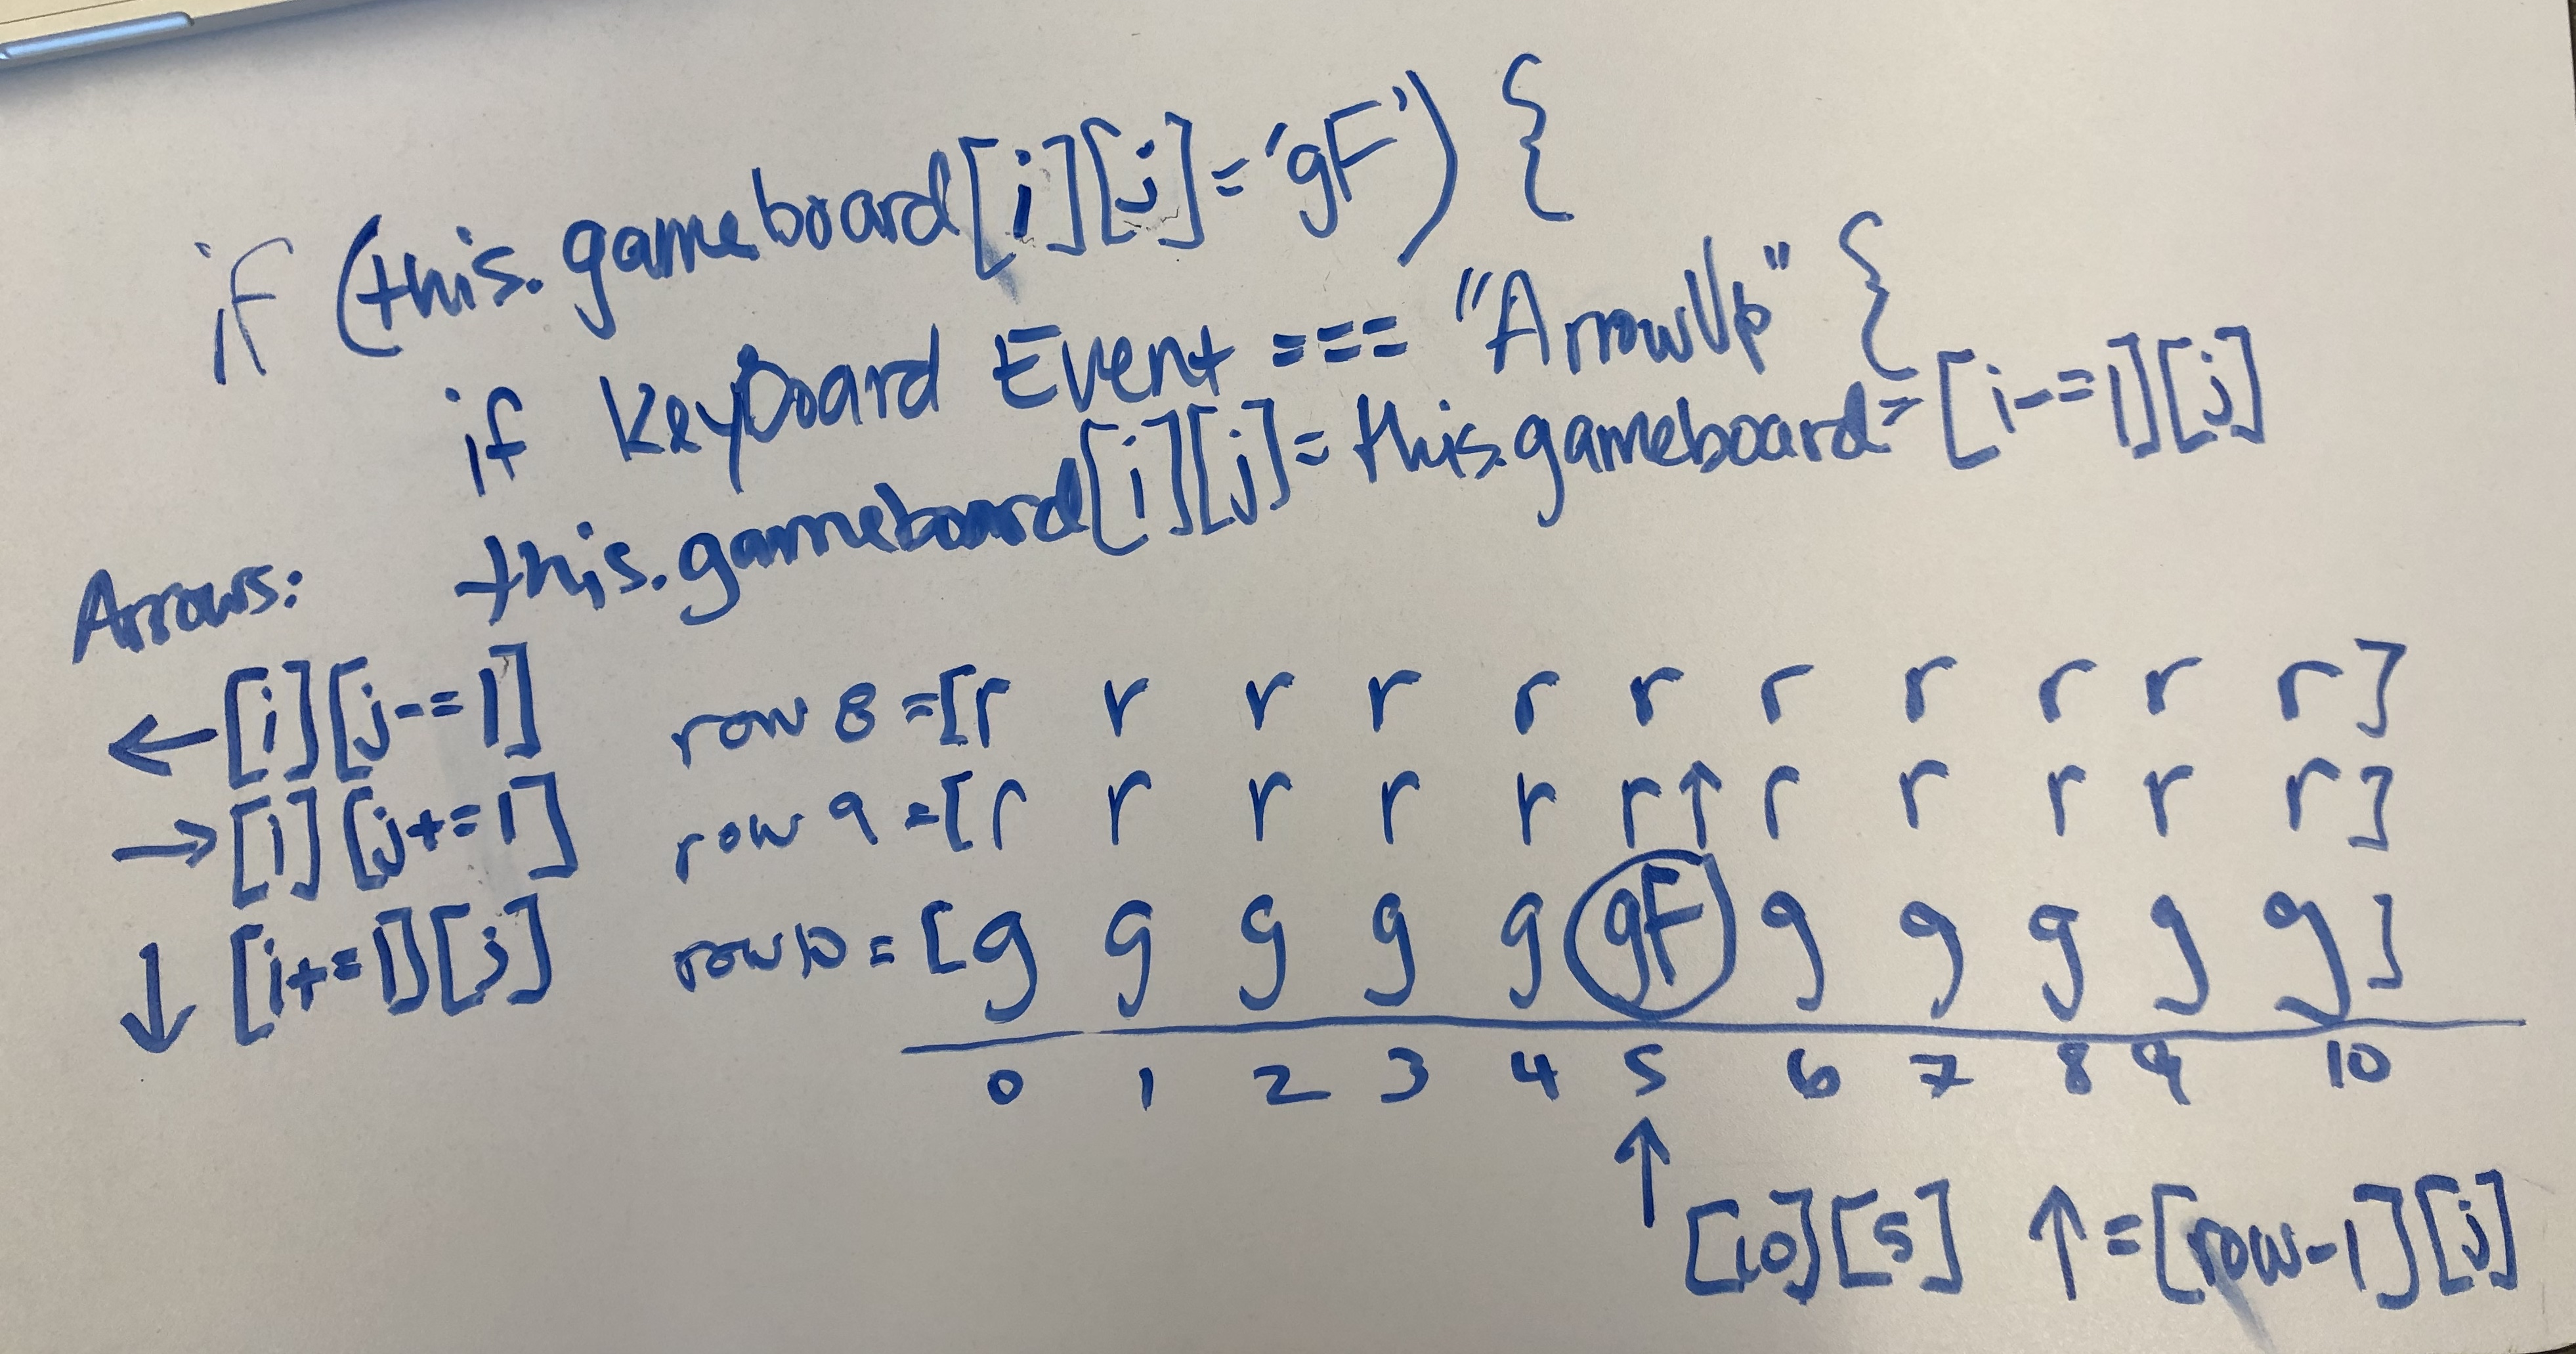 if (this.gameboard[i][j]='gF') {
if KeyBoard Event === "ArrowUp" {
this.gameboard[i][j]= this.gameboard=[i-=1][j]
Arrows:
←[i][j-=1]
→[i][j+=1]
↓[i+=1][j]
row 8 =[r r r r r r r r r r r]
row 9 =[r r r r r r↑ r r r r r]
row 10 = [g g g g g gF g g g g g]
0 1 2 3 4 5 6 7 8 9 10
↑
[10][5] ↑=[row-1][j]